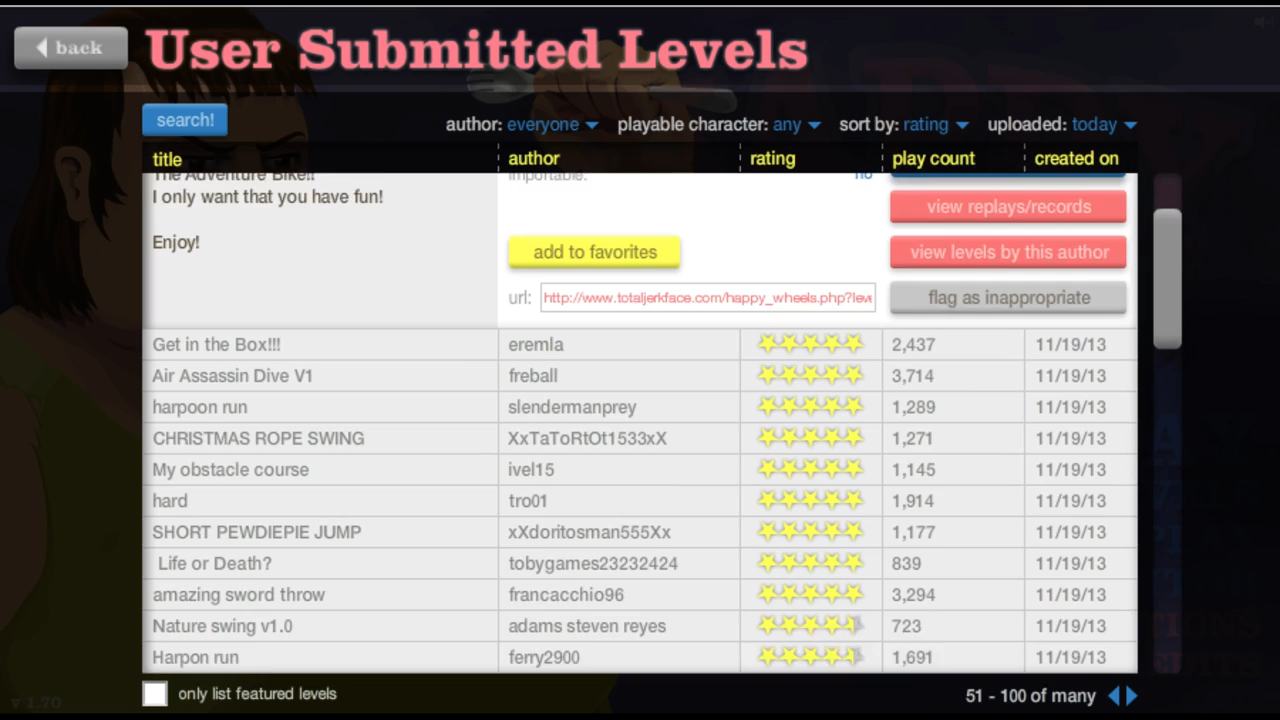 back
User Submitted Levels
search!
author: everyone playable character: any sort by: rating uploaded: today
title author rating play count created on
The Adventure Bike!! importable: no
I only want that you have fun!
view replays/records
Enjoy!
add to favorites
view levels by this author
url: http://www.totaljerkface.com/happy_wheels.php?leve
flag as inappropriate
Get in the Box!!! eremla 2,437 11/19/13
Air Assassin Dive V1 freball 3,714 11/19/13
harpoon run slendermanprey 1,289 11/19/13
CHRISTMAS ROPE SWING XxTaToRtOt1533xX 1,271 11/19/13
My obstacle course ivel15 1,145 11/19/13
hard tro01 1,914 11/19/13
SHORT PEWDIEPIE JUMP xXdoritosman555Xx 1,177 11/19/13
Life or Death? tobygames23232424 839 11/19/13
amazing sword throw francacchio96 3,294 11/19/13
Nature swing v1.0 adams steven reyes 723 11/19/13
Harpon run ferry2900 1,691 11/19/13
only list featured levels
51 - 100 of many
v 1.70